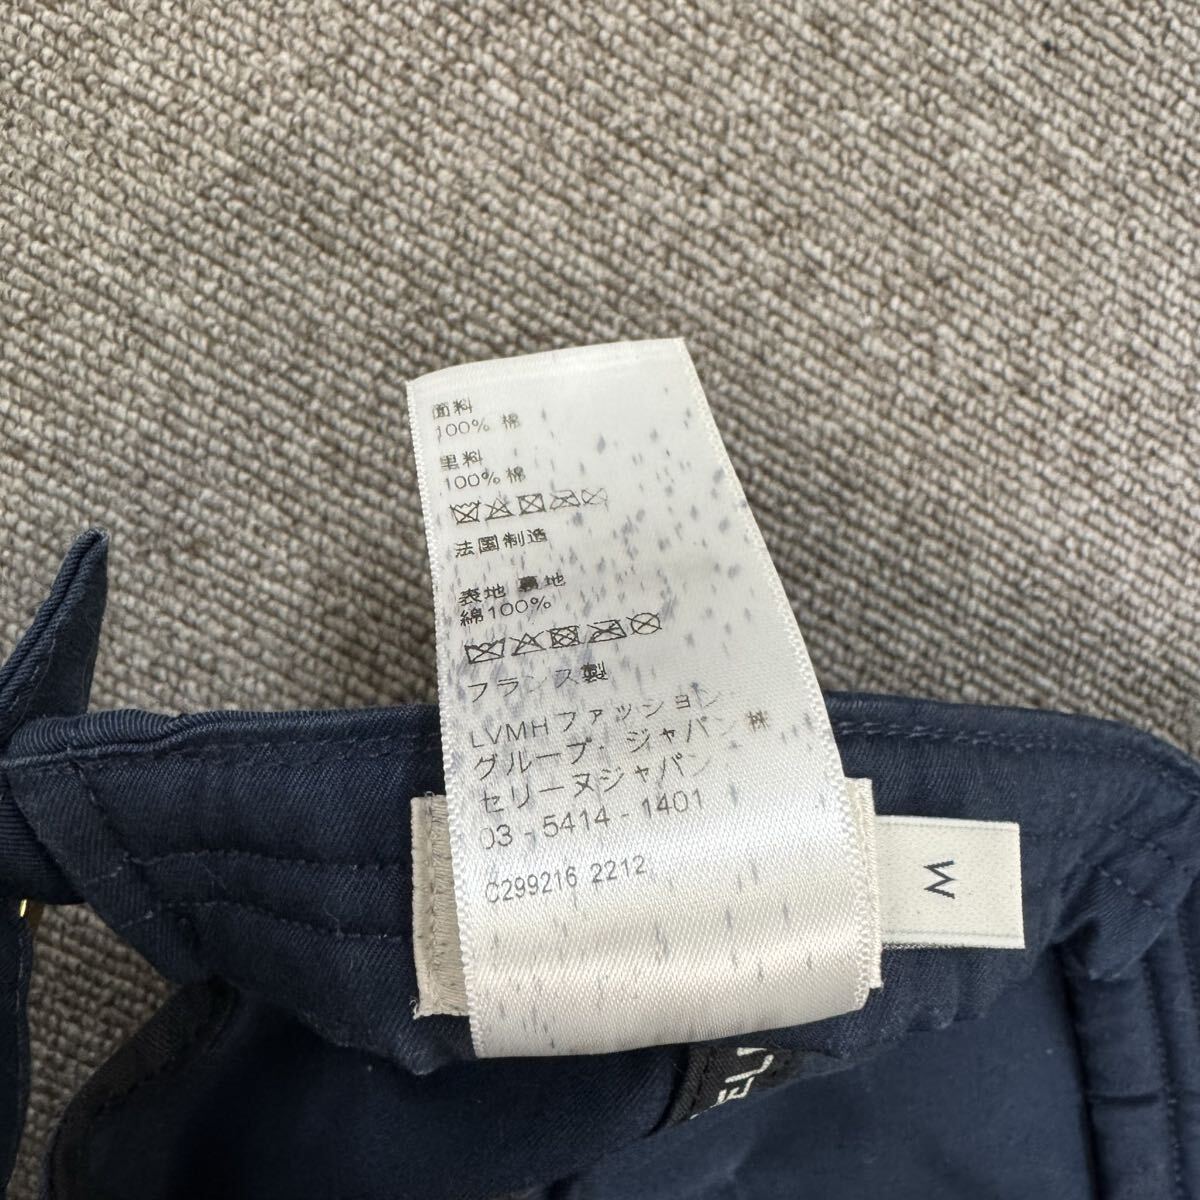 面料
100% 棉
里料
100% 棉
法国制造
表地 裏地
綿100%
フランス製
LVMHファッション
グループ・ジャパン 株
セリーヌジャパン
03 - 5414 - 1401
C299216 2212
M